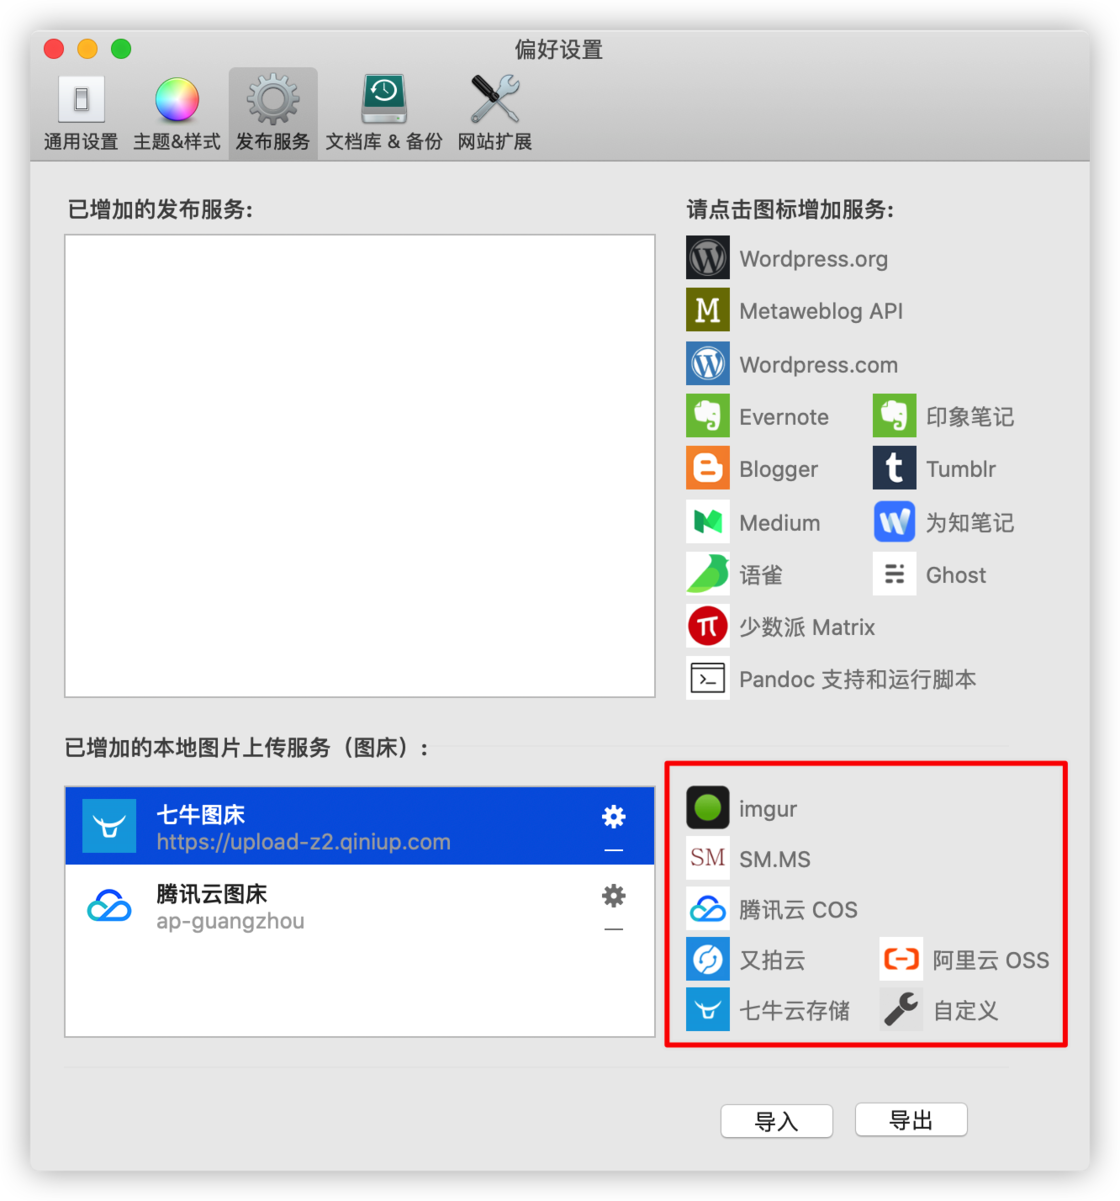 偏好设置
通用设置
主题&样式
发布服务
文档库 & 备份
网站扩展
已增加的发布服务:
请点击图标增加服务:
Wordpress.org
M
Metaweblog API
Wordpress.com
Evernote
印象笔记
Blogger
Tumblr
Medium
为知笔记
语雀
Ghost
少数派 Matrix
Pandoc 支持和运行脚本
已增加的本地图片上传服务（图床）:
七牛图床
https://upload-z2.qiniup.com
腾讯云图床
ap-guangzhou
imgur
SM
SM.MS
腾讯云 COS
又拍云
阿里云 OSS
七牛云存储
自定义
导入
导出